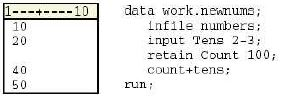 1---+----10
10
20
40
50
data work.newnums;
infile numbers;
input Tens 2-3;
retain Count 100;
count+tens;
run;